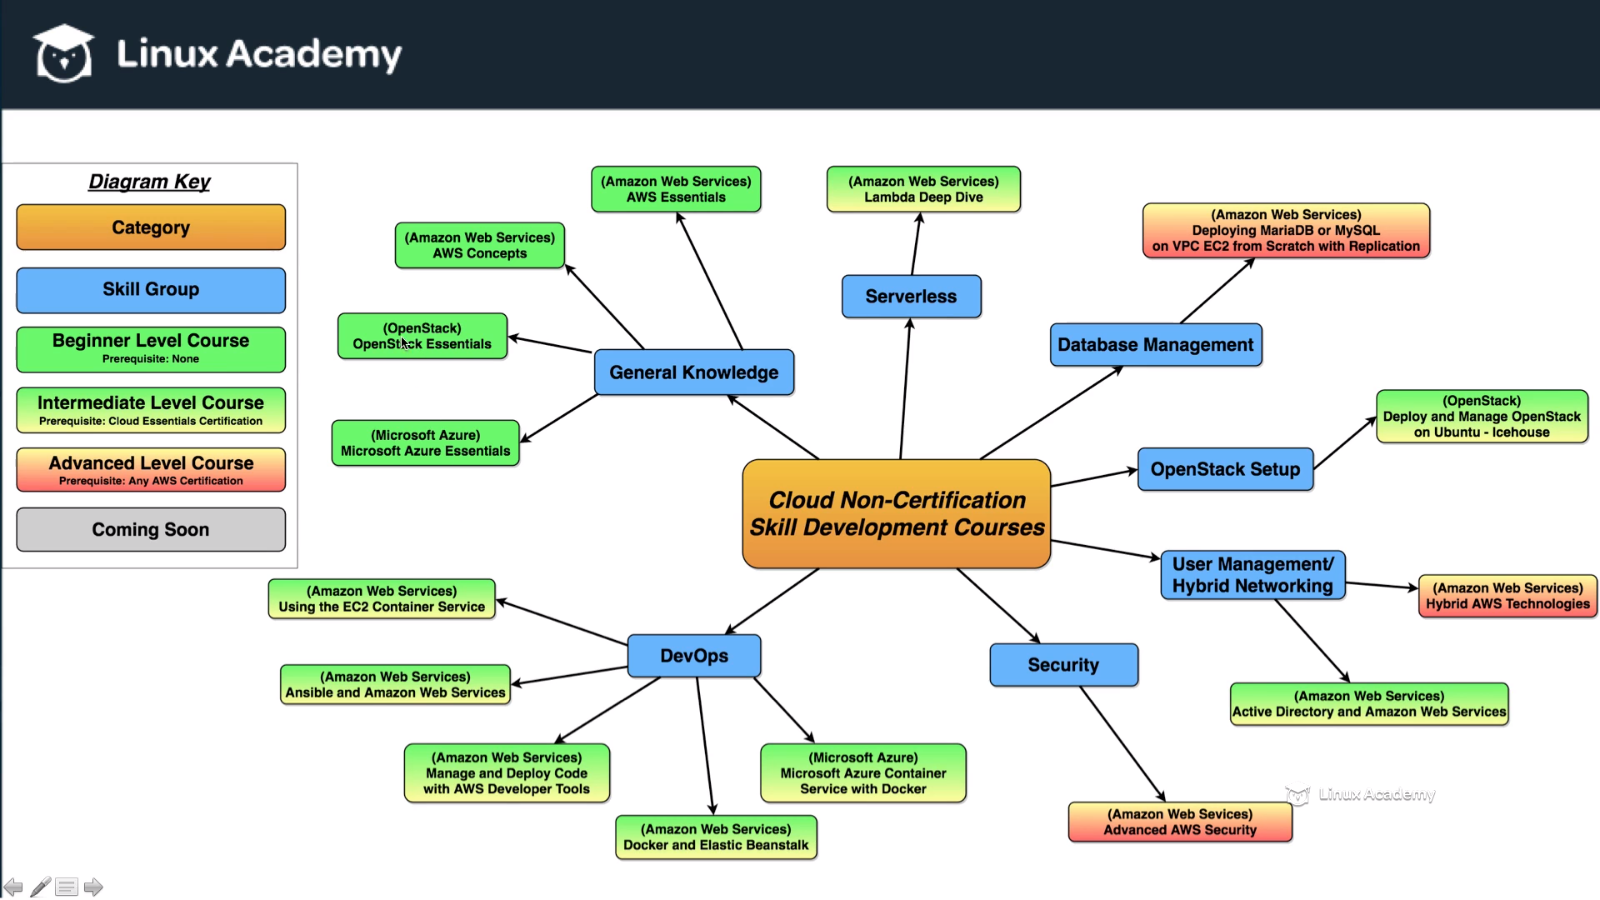 Linux Academy
Diagram Key
Category
Skill Group
Beginner Level Course
Prerequisite: None
Intermediate Level Course
Prerequisite: Cloud Essentials Certification
Advanced Level Course
Prerequisite: Any AWS Certification
Coming Soon
(Amazon Web Services)
AWS Essentials
(Amazon Web Services)
AWS Concepts
(OpenStack)
OpenStack Essentials
(Microsoft Azure)
Microsoft Azure Essentials
General Knowledge
(Amazon Web Services)
Lambda Deep Dive
Serverless
(Amazon Web Services)
Deploying MariaDB or MySQL
on VPC EC2 from Scratch with Replication
Database Management
(OpenStack)
Deploy and Manage OpenStack
on Ubuntu - Icehouse
OpenStack Setup
Cloud Non-Certification
Skill Development Courses
User Management/
Hybrid Networking
(Amazon Web Services)
Hybrid AWS Technologies
(Amazon Web Services)
Active Directory and Amazon Web Services
(Amazon Web Services)
Using the EC2 Container Service
DevOps
(Amazon Web Services)
Ansible and Amazon Web Services
(Amazon Web Services)
Manage and Deploy Code
with AWS Developer Tools
(Microsoft Azure)
Microsoft Azure Container
Service with Docker
(Amazon Web Services)
Docker and Elastic Beanstalk
Security
(Amazon Web Sevices)
Advanced AWS Security
Linux Academy